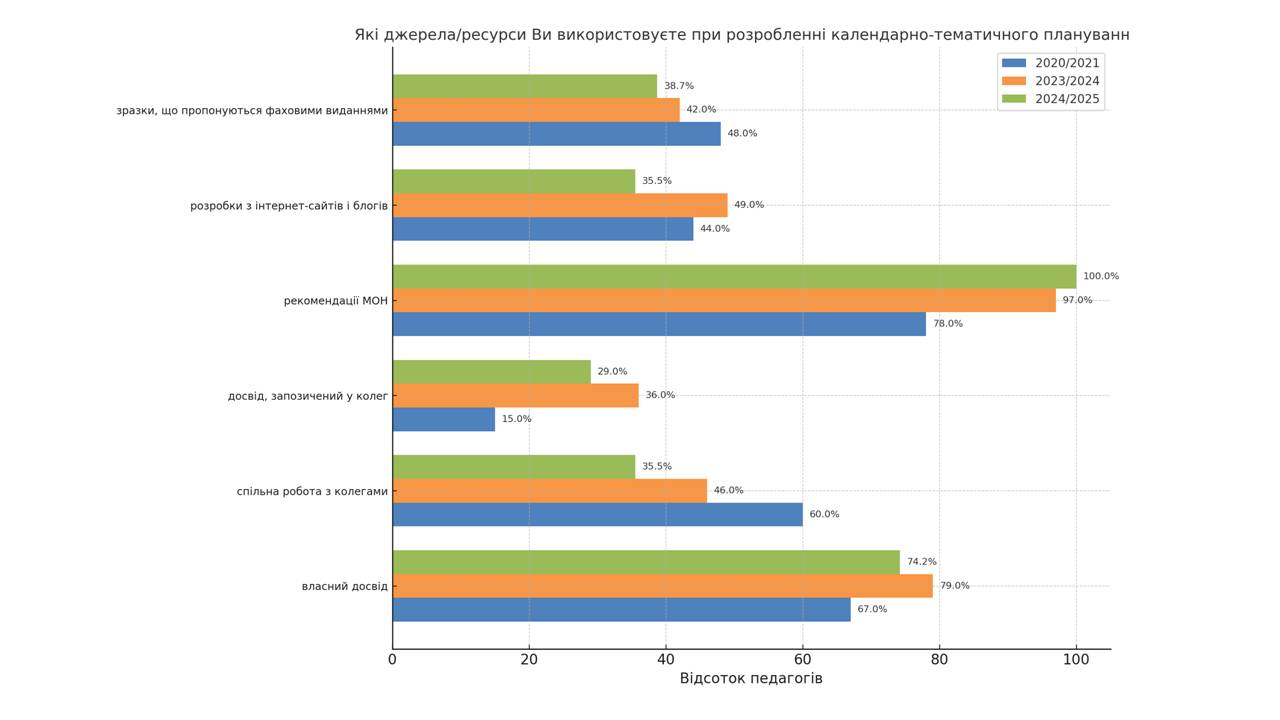 Які джерела/ресурси Ви використовуєте при розробленні календарно-тематичного плануванн
2020/2021
2023/2024
2024/2025
зразки, що пропонуються фаховими виданнями
38.7%
42.0%
48.0%
розробки з інтернет-сайтів і блогів
35.5%
49.0%
44.0%
рекомендації МОН
100.0%
97.0%
78.0%
досвід, запозичений у колег
29.0%
36.0%
15.0%
спільна робота з колегами
35.5%
46.0%
60.0%
власний досвід
74.2%
79.0%
67.0%
0 20 40 60 80 100
Відсоток педагогів